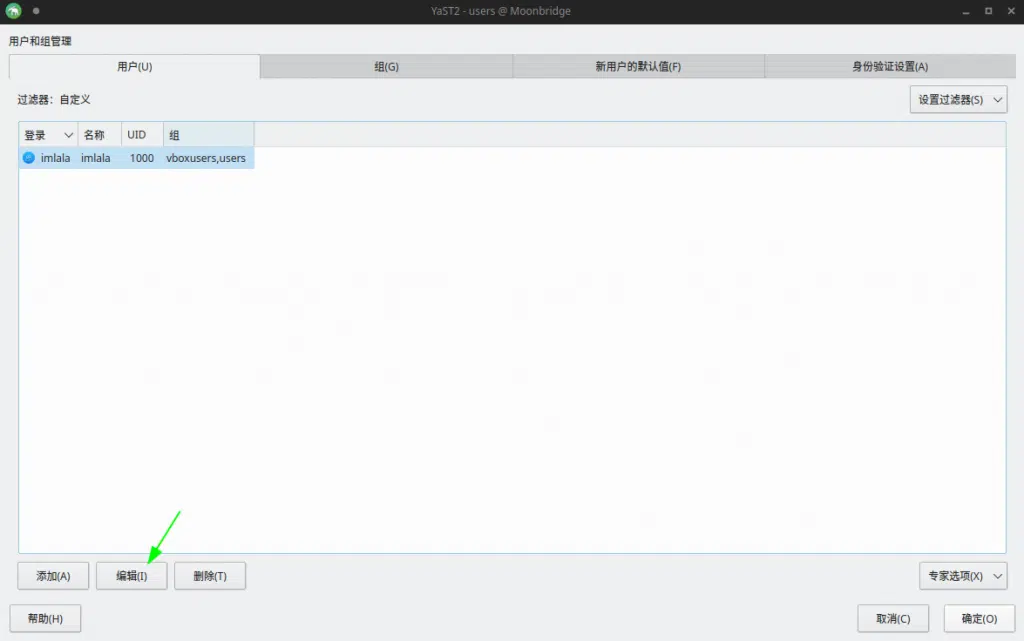 YaST2 - users @ Moonbridge
用户和组管理
用户(U) 组(G) 新用户的默认值(F) 身份验证设置(A)
过滤器：自定义 设置过滤器(S)
登录 名称 UID 组
imlala imlala 1000 vboxusers,users
添加(A) 编辑(I) 删除(T) 专家选项(X)
帮助(H) 取消(C) 确定(O)